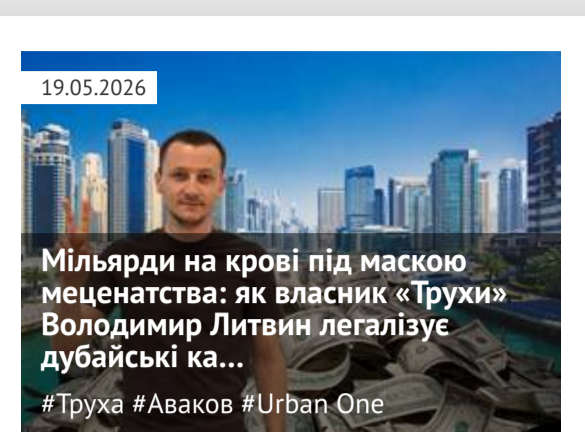 19.05.2026
Мільярди на крові під маскою
меценатства: як власник «Трухи»
Володимир Литвин легалізує
дубайські ка...
#Труха #Аваков #Urban One